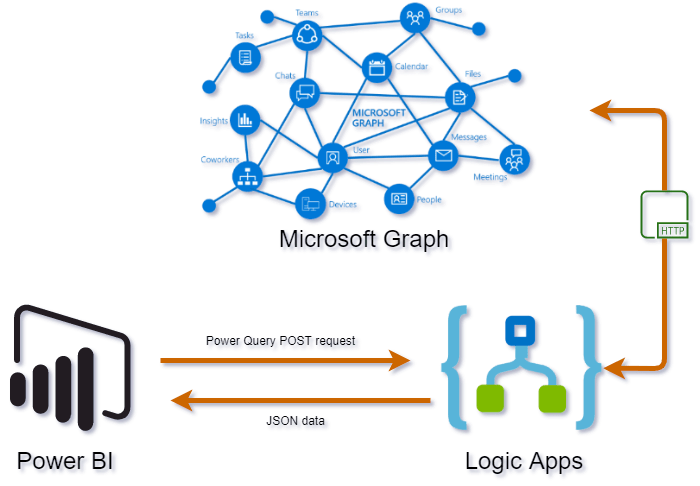 Teams
Groups
Tasks
Calendar
Chats
Files
Insights
MICROSOFT
GRAPH
Messages
User
Coworkers
Meetings
Devices
People
Microsoft Graph
HTTP
Power Query POST request
JSON data
Power BI
Logic Apps